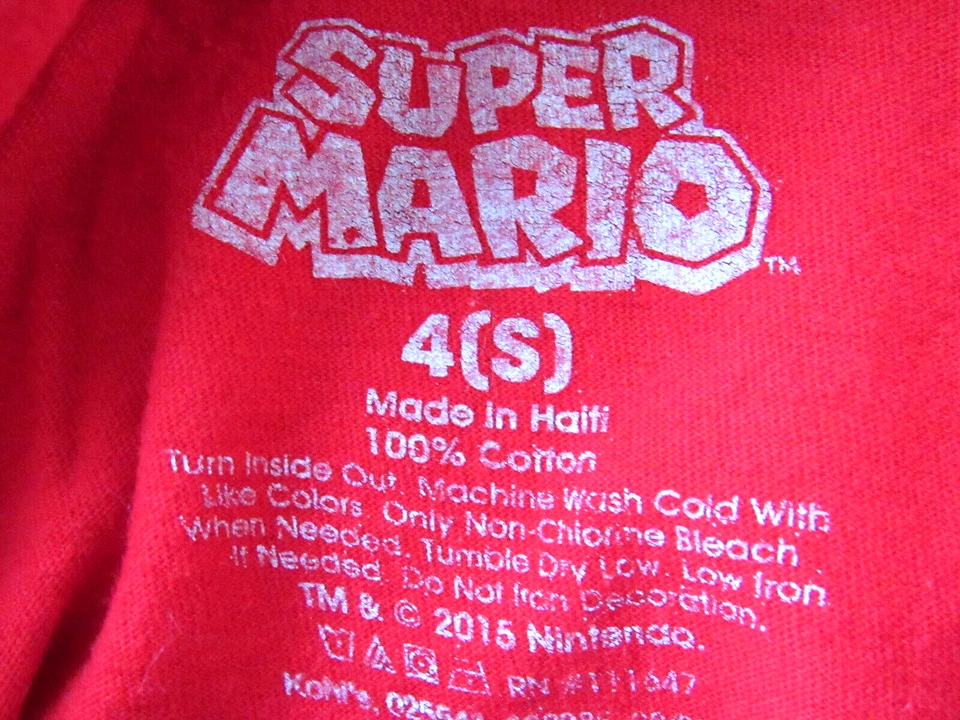 SUPER
MARIO
TM
4(S)
Made in Haiti
100% Cotton
Turn Inside Out. Machine Wash Cold With
Like Colors. Only Non-Chlorine Bleach
When Needed. Tumble Dry Low. Low Iron
If Needed. Do Not Iron Decoration.
TM & © 2015 Nintendo.
RN #111647
Kohl's,